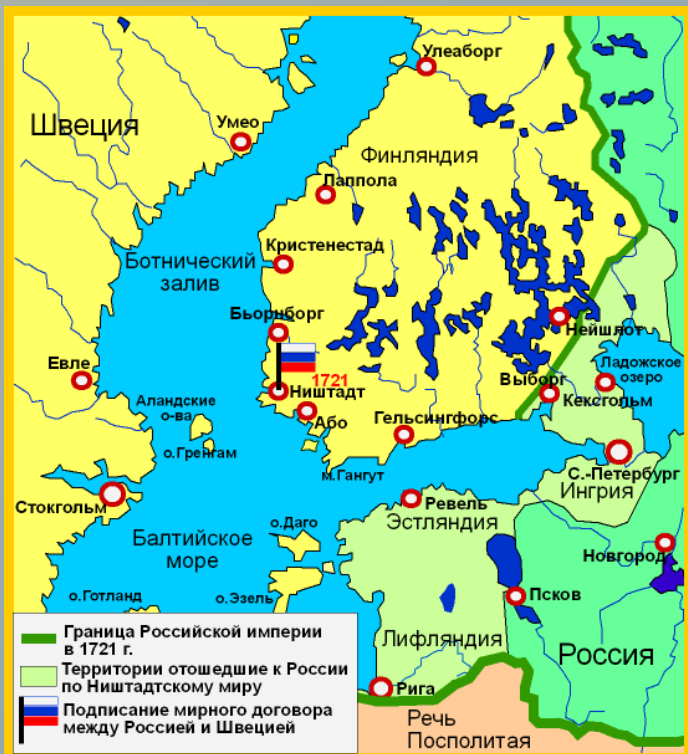 Улеаборг
Швеция
Умео
Финляндия
Лаппола
Кристенестад
Ботнический
залив
Бьорнборг
Нейшлот
Евле
1721
Ништадт
Выборг
Ладожское
озеро
Кексгольм
Аландские
о-ва
Або
Гельсингфорс
о.Гренгам
м.Гангут
С.-Петербург
Ингрия
Стокгольм
Ревель
Эстляндия
о.Даго
Балтийское
море
Новгород
о.Готланд
о.Эзель
Псков
Лифляндия
Россия
Рига
Речь
Посполитая
Граница Российской империи
в 1721 г.
Территории отошедшие к России
по Ништадтскому миру
Подписание мирного договора
между Россией и Швецией